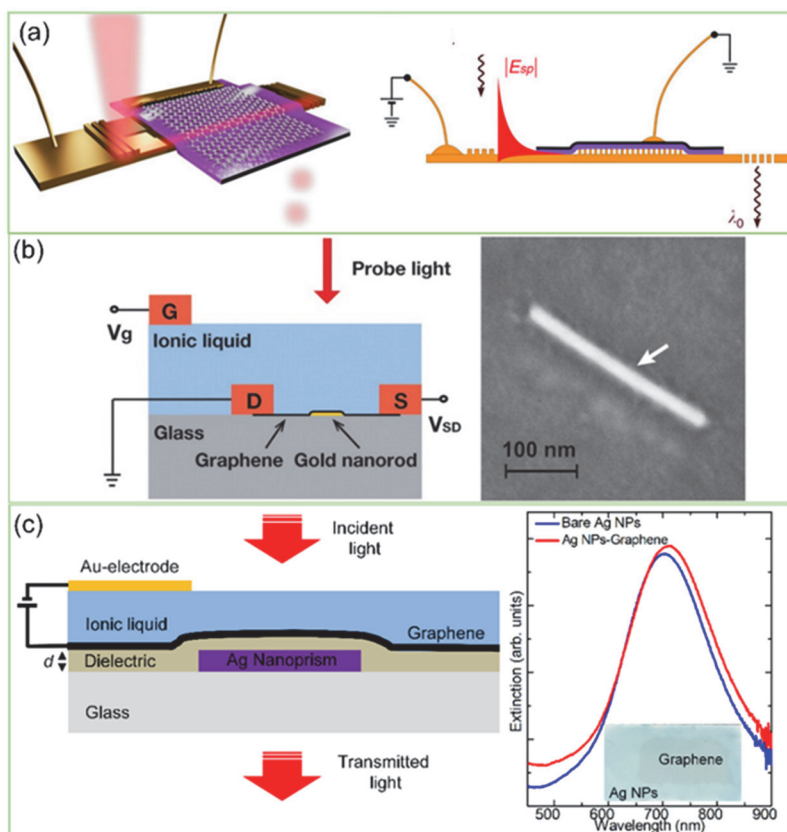 (a)
|Esp|
λ0
(b)
Probe light
G
Vg
Ionic liquid
D
S
VSD
Glass
Graphene
Gold nanorod
100 nm
(c)
Incident
light
Au-electrode
Ionic liquid
Graphene
d
Dielectric
Ag Nanoprism
Glass
Transmitted
light
Bare Ag NPs
Ag NPs-Graphene
Extinction (arb. units)
Graphene
Ag NPs
500 600 700 800 900
Wavelength (nm)